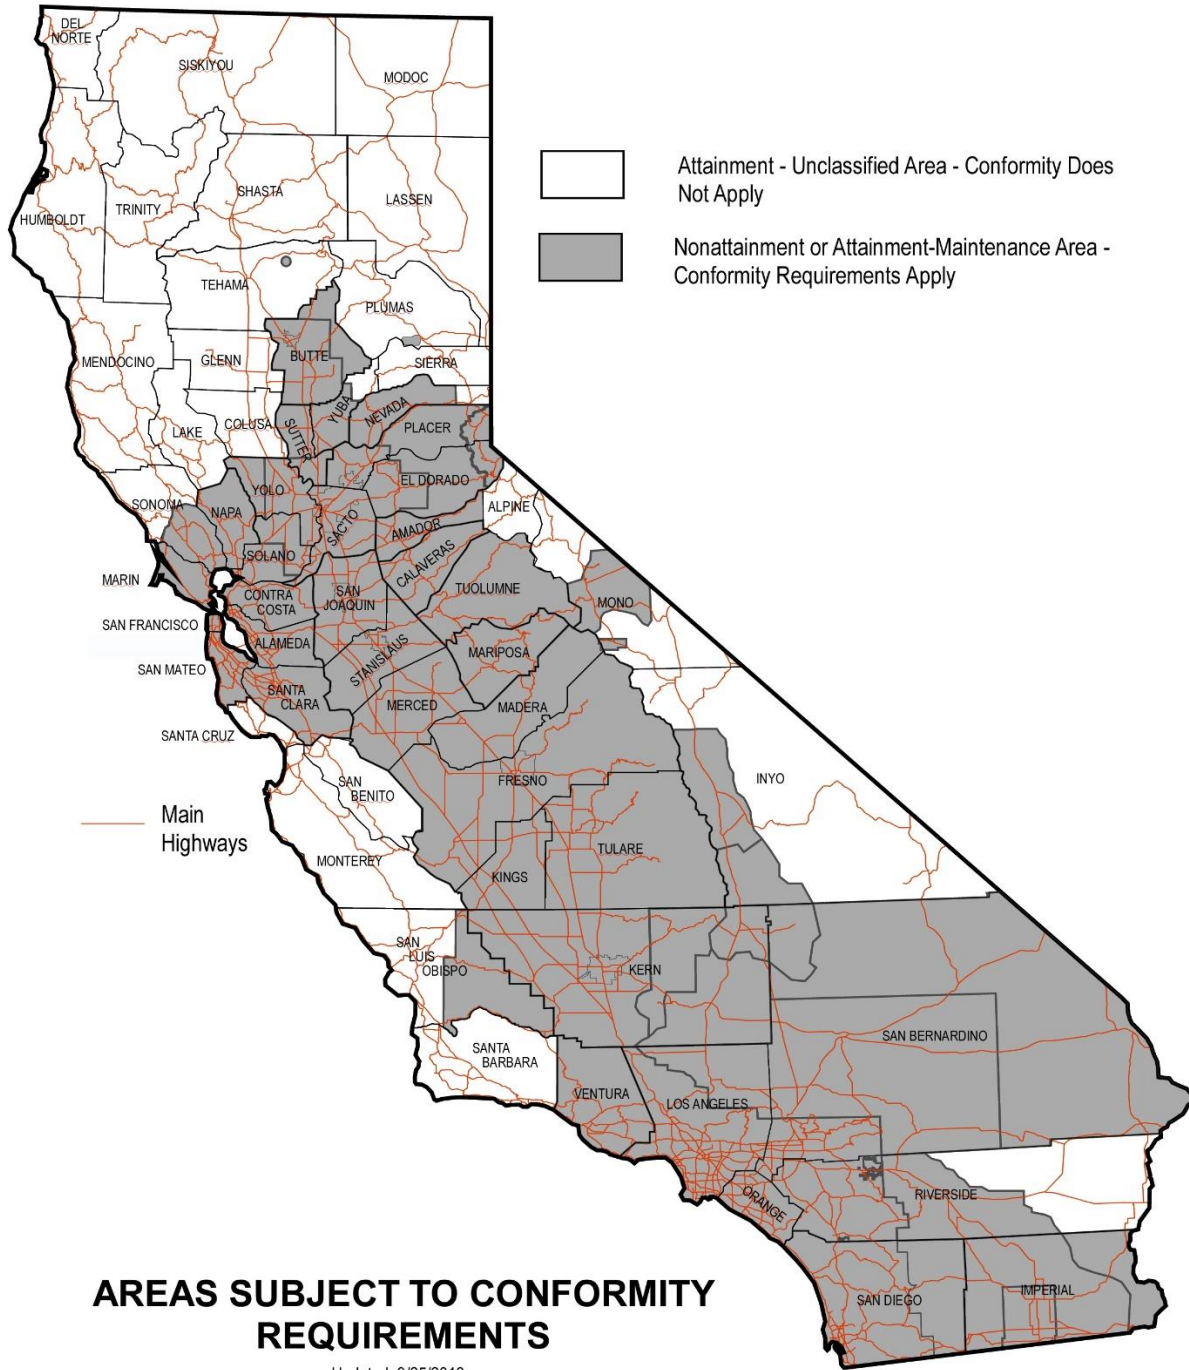 DEL
NORTE
SISKIYOU
MODOC
HUMBOLDT
TRINITY
SHASTA
LASSEN
Attainment - Unclassified Area - Conformity Does
Not Apply
Nonattainment or Attainment-Maintenance Area -
Conformity Requirements Apply
TEHAMA
PLUMAS
MENDOCINO
GLENN
BUTTE
SIERRA
LAKE
COLUSA
SUTTER
YUBA
NEVADA
PLACER
SONOMA
NAPA
YOLO
SACTO
EL DORADO
ALPINE
AMADOR
SOLANO
CALAVERAS
MARIN
CONTRA
COSTA
SAN
JOAQUIN
TUOLUMNE
MONO
SAN FRANCISCO
ALAMEDA
STANISLAUS
MARIPOSA
SAN MATEO
SANTA
CLARA
MERCED
MADERA
SANTA CRUZ
SAN
BENITO
FRESNO
INYO
Main
Highways
MONTEREY
KINGS
TULARE
SAN
LUIS
OBISPO
KERN
SANTA
BARBARA
VENTURA
LOS ANGELES
SAN BERNARDINO
ORANGE
RIVERSIDE
SAN DIEGO
IMPERIAL
AREAS SUBJECT TO CONFORMITY
REQUIREMENTS